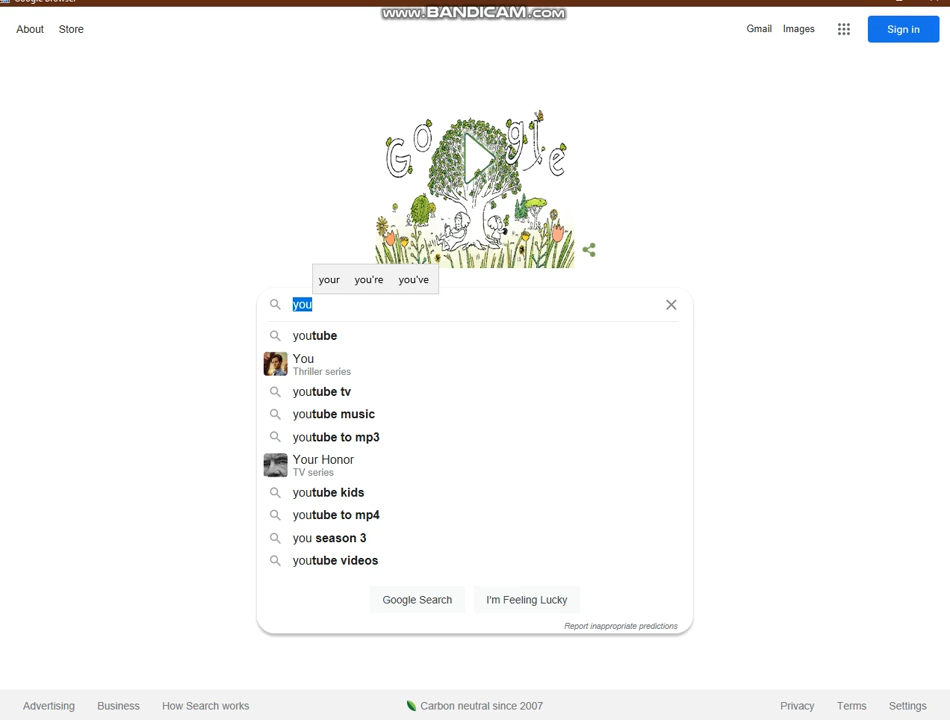 Google Browser
www.BANDICAM.com
About Store Gmail Images Sign in
Google
your you're you've
you
youtube
You
Thriller series
youtube tv
youtube music
youtube to mp3
Your Honor
TV series
youtube kids
youtube to mp4
you season 3
youtube videos
Google Search I'm Feeling Lucky
Report inappropriate predictions
Advertising Business How Search works Carbon neutral since 2007 Privacy Terms Settings